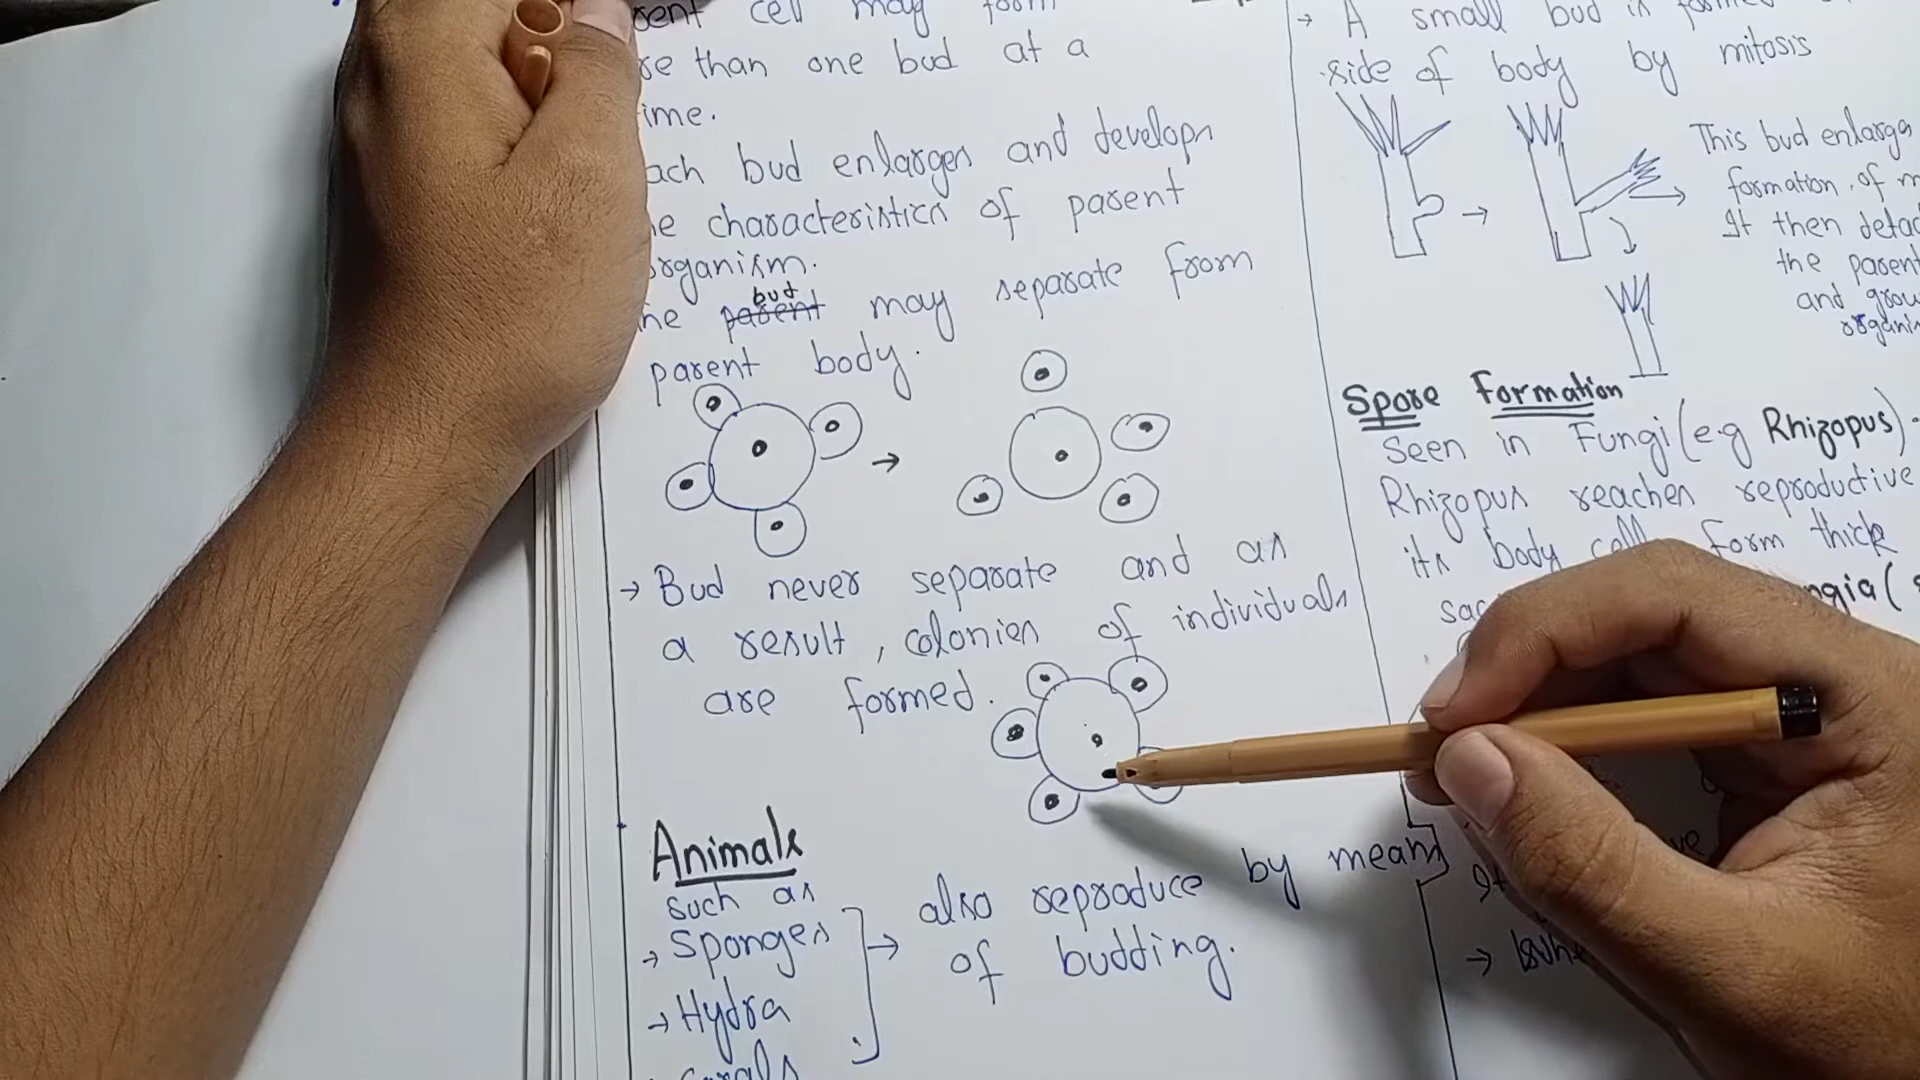 cell may form
than one bud at a
bud enlarges and develops
characteristics of parent
organism.
bud
parent may separate from
parent body.
→ Bud never separate and as
a result, colonies of individuals
are formed.
Animals
such as
→ Sponges
→ Hydra
Corals
→ also reproduce by means
of budding.
→ A small bud is formed
side of body by mitosis
This bud enlarges
formation of
It then
the parent
and
Spore Formation
Seen in Fungi (e.g Rhizopus).
Rhizopus reaches reproductive
its body cells form thick
It
→